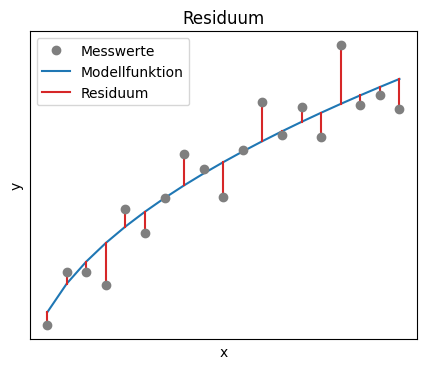 Residuum
Messwerte
Modellfunktion
Residuum
y
x